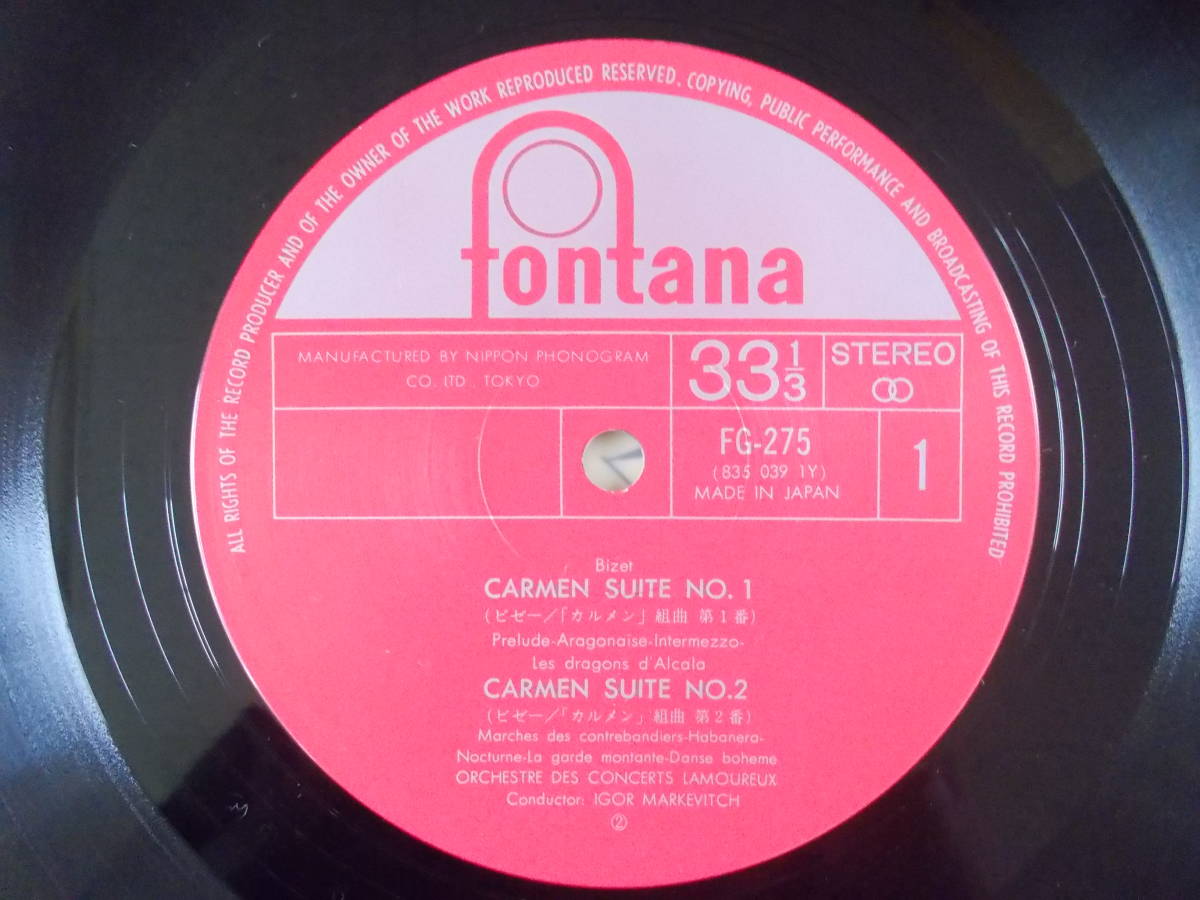 ALL RIGHTS OF THE RECORD PRODUCER AND OF THE OWNER OF THE WORK REPRODUCED RESERVED. COPYING, PUBLIC PERFORMANCE AND BROADCASTING OF THIS RECORD PROHIBITED
fontana
MANUFACTURED BY NIPPON PHONOGRAM
CO. LTD., TOKYO
33 1/3
STEREO
FG-275
(835 039 1Y)
MADE IN JAPAN
1
Bizet
CARMEN SUITE NO. 1
(ビゼー/「カルメン」組曲 第1番)
Prelude-Aragonaise-Intermezzo-
Les dragons d'Alcala
CARMEN SUITE NO.2
(ビゼー/「カルメン」組曲 第2番)
Marches des contrebandiers-Habanera-
Nocturne-La garde montante-Danse boheme
ORCHESTRE DES CONCERTS LAMOUREUX
Conductor: IGOR MARKEVITCH
②